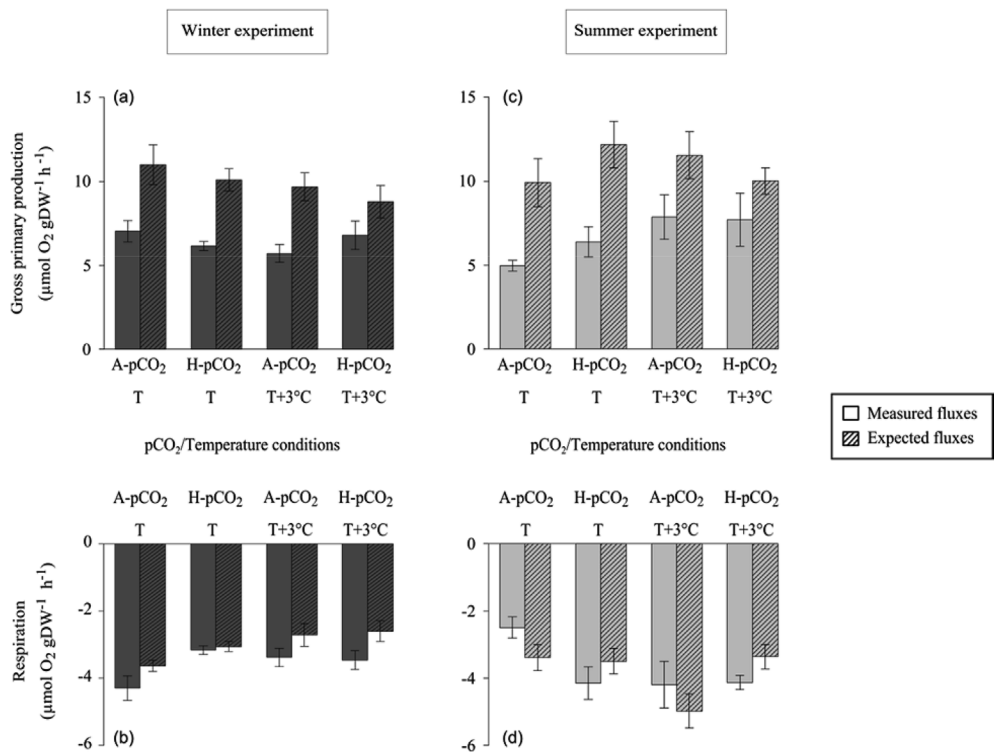 Winter experiment
Summer experiment
(a)
(c)
Gross primary production
(µmol O2 gDW-1 h-1)
15
10
5
0
15
10
5
0
A-pCO2 H-pCO2 A-pCO2 H-pCO2
T T T+3°C T+3°C
A-pCO2 H-pCO2 A-pCO2 H-pCO2
T T T+3°C T+3°C
Measured fluxes
Expected fluxes
pCO2/Temperature conditions
pCO2/Temperature conditions
A-pCO2 H-pCO2 A-pCO2 H-pCO2
T T T+3°C T+3°C
A-pCO2 H-pCO2 A-pCO2 H-pCO2
T T T+3°C T+3°C
Respiration
(µmol O2 gDW-1 h-1)
0
-2
-4
-6
0
-2
-4
-6
(b)
(d)